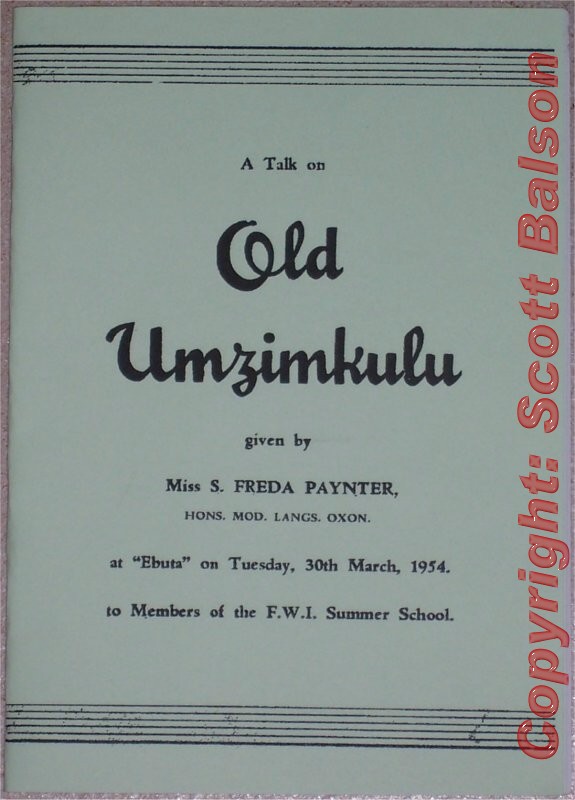 A Talk on
Old
Umzimkulu
given by
Miss S. FREDA PAYNTER,
HONS. MOD. LANGS. OXON.
at "Ebuta" on Tuesday, 30th March, 1954.
to Members of the F.W.I. Summer School.
Copyright: Scott Balson